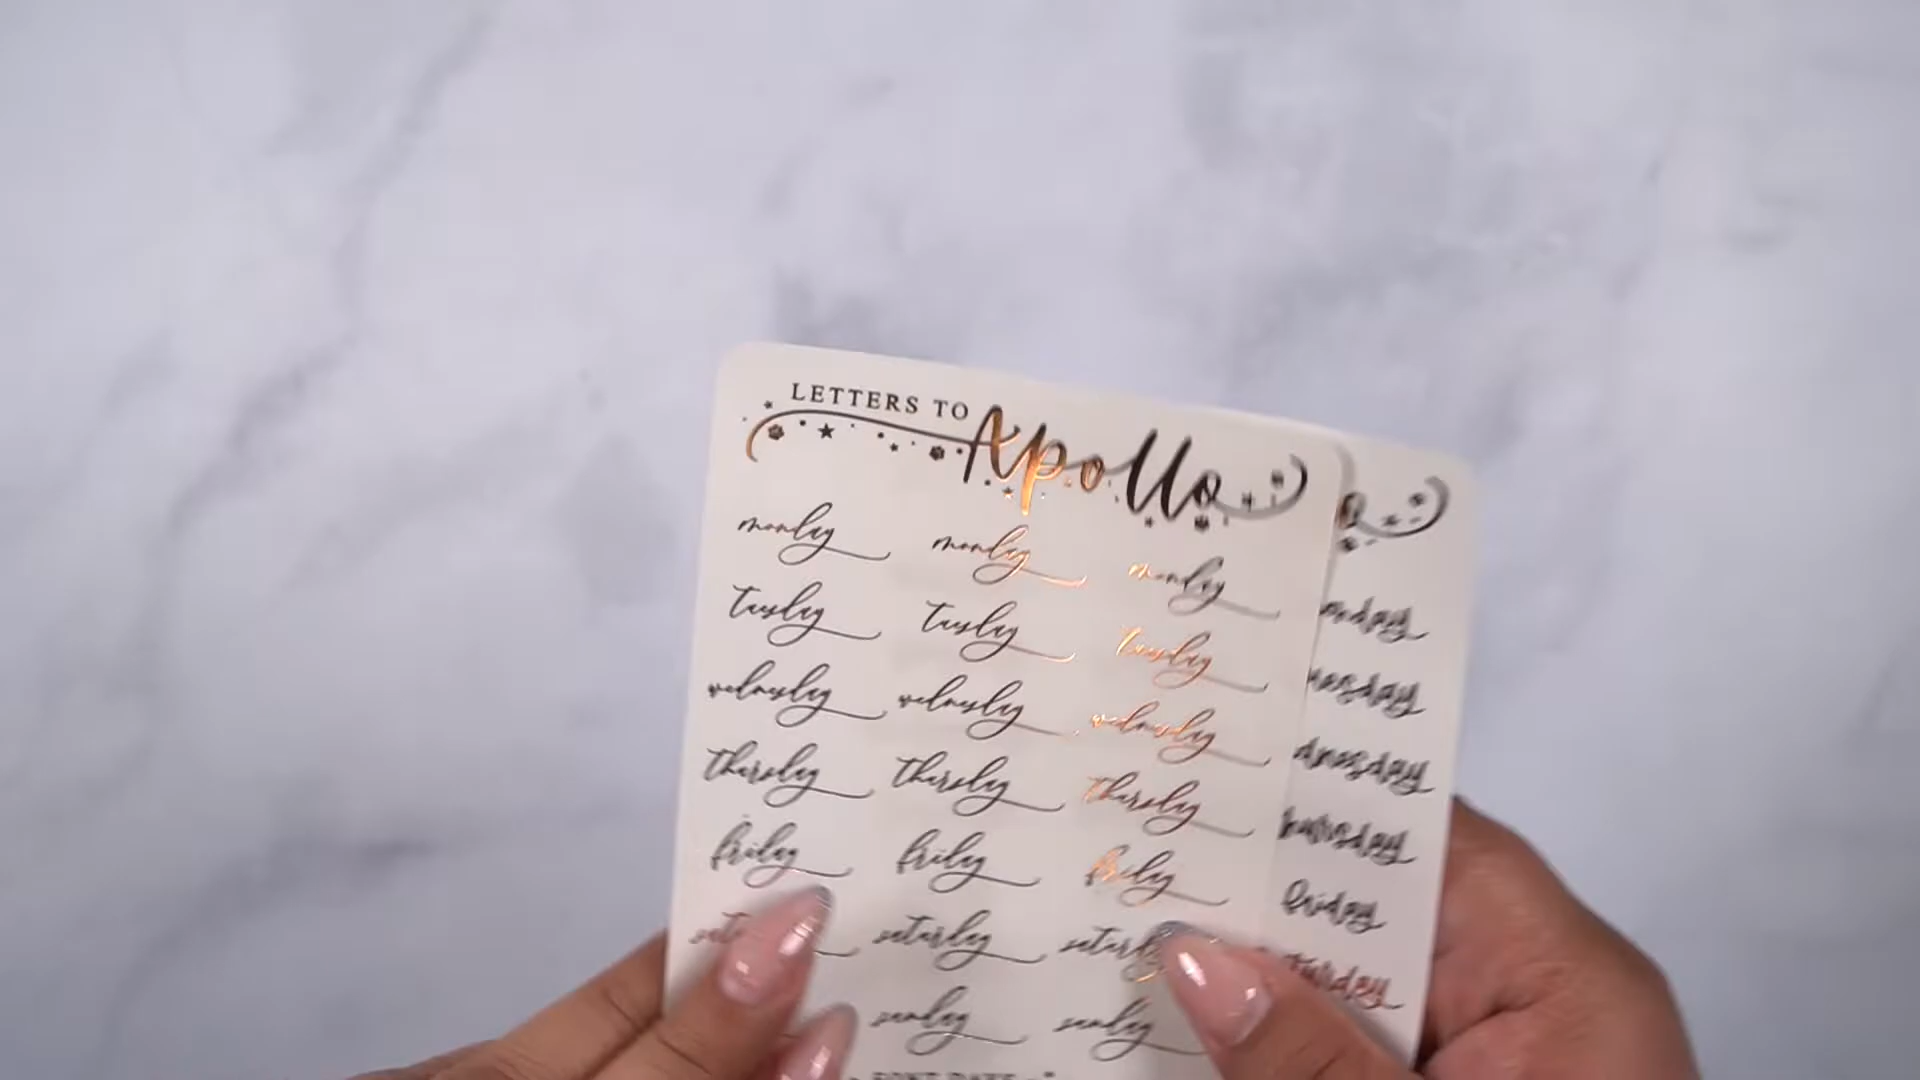 LETTERS TO Apollo
monday monday monday
tuesday tuesday tuesday
wednesday wednesday wednesday
thursday thursday thursday
friday friday friday friday
saturday saturday
sunday sunday